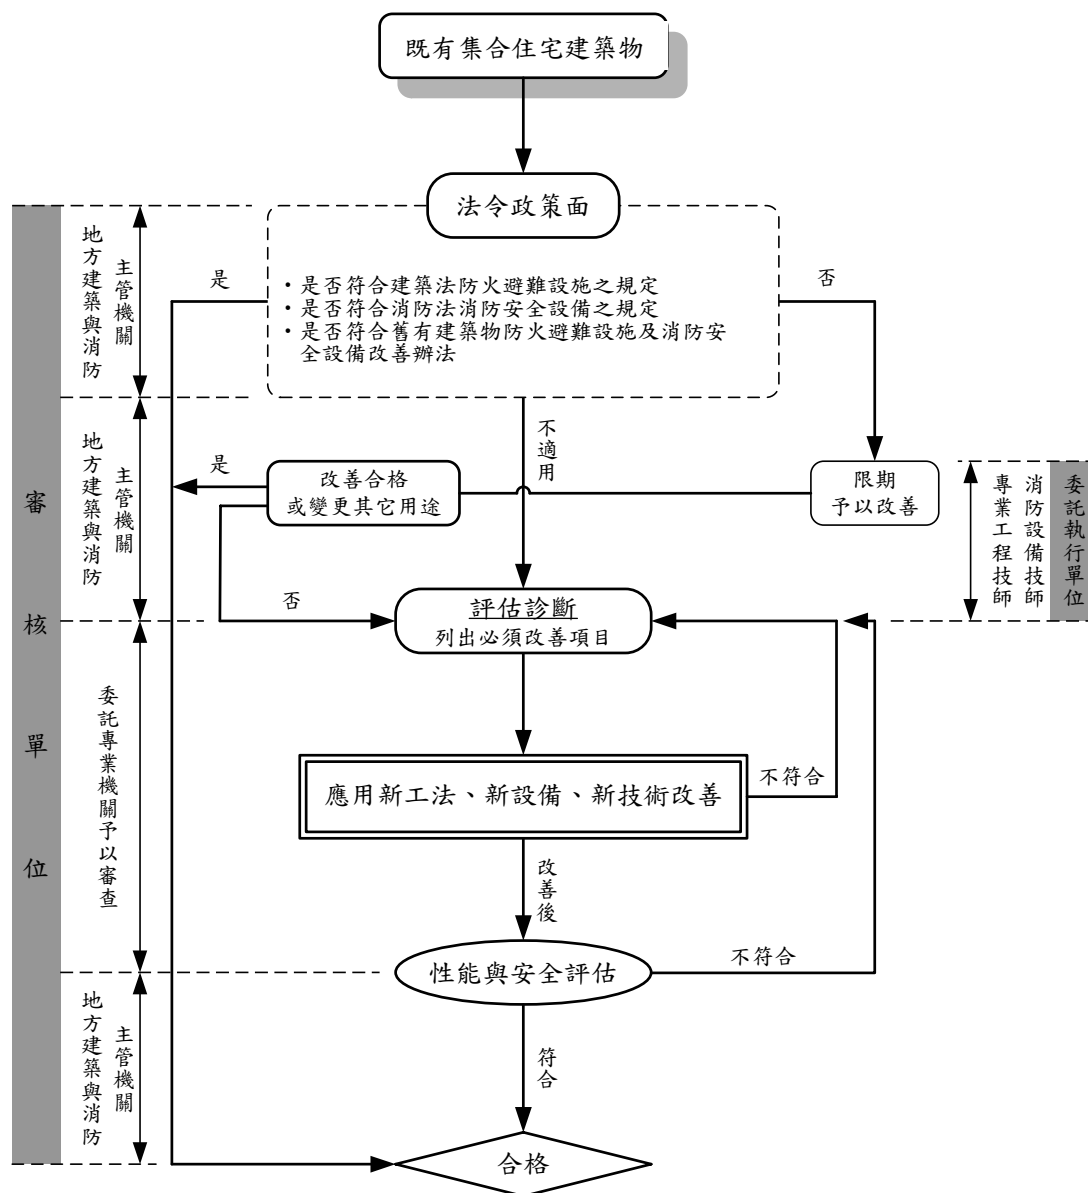 既有集合住宅建築物
法令政策面
地方建築與消防
主管機關
是
・是否符合建築法防火避難設施之規定
・是否符合消防法消防安全設備之規定
・是否符合舊有建築物防火避難設施及消防安
全設備改善辦法
否
不適用
地方建築與消防
主管機關
是
改善合格
或變更其它用途
限期
予以改善
專業工程技師
消防設備技師
委託執行單位
審核單位
否
評估診斷
列出必須改善項目
委託專業機關予以審查
應用新工法、新設備、新技術改善
不符合
改善後
性能與安全評估
不符合
地方建築與消防
主管機關
符合
合格